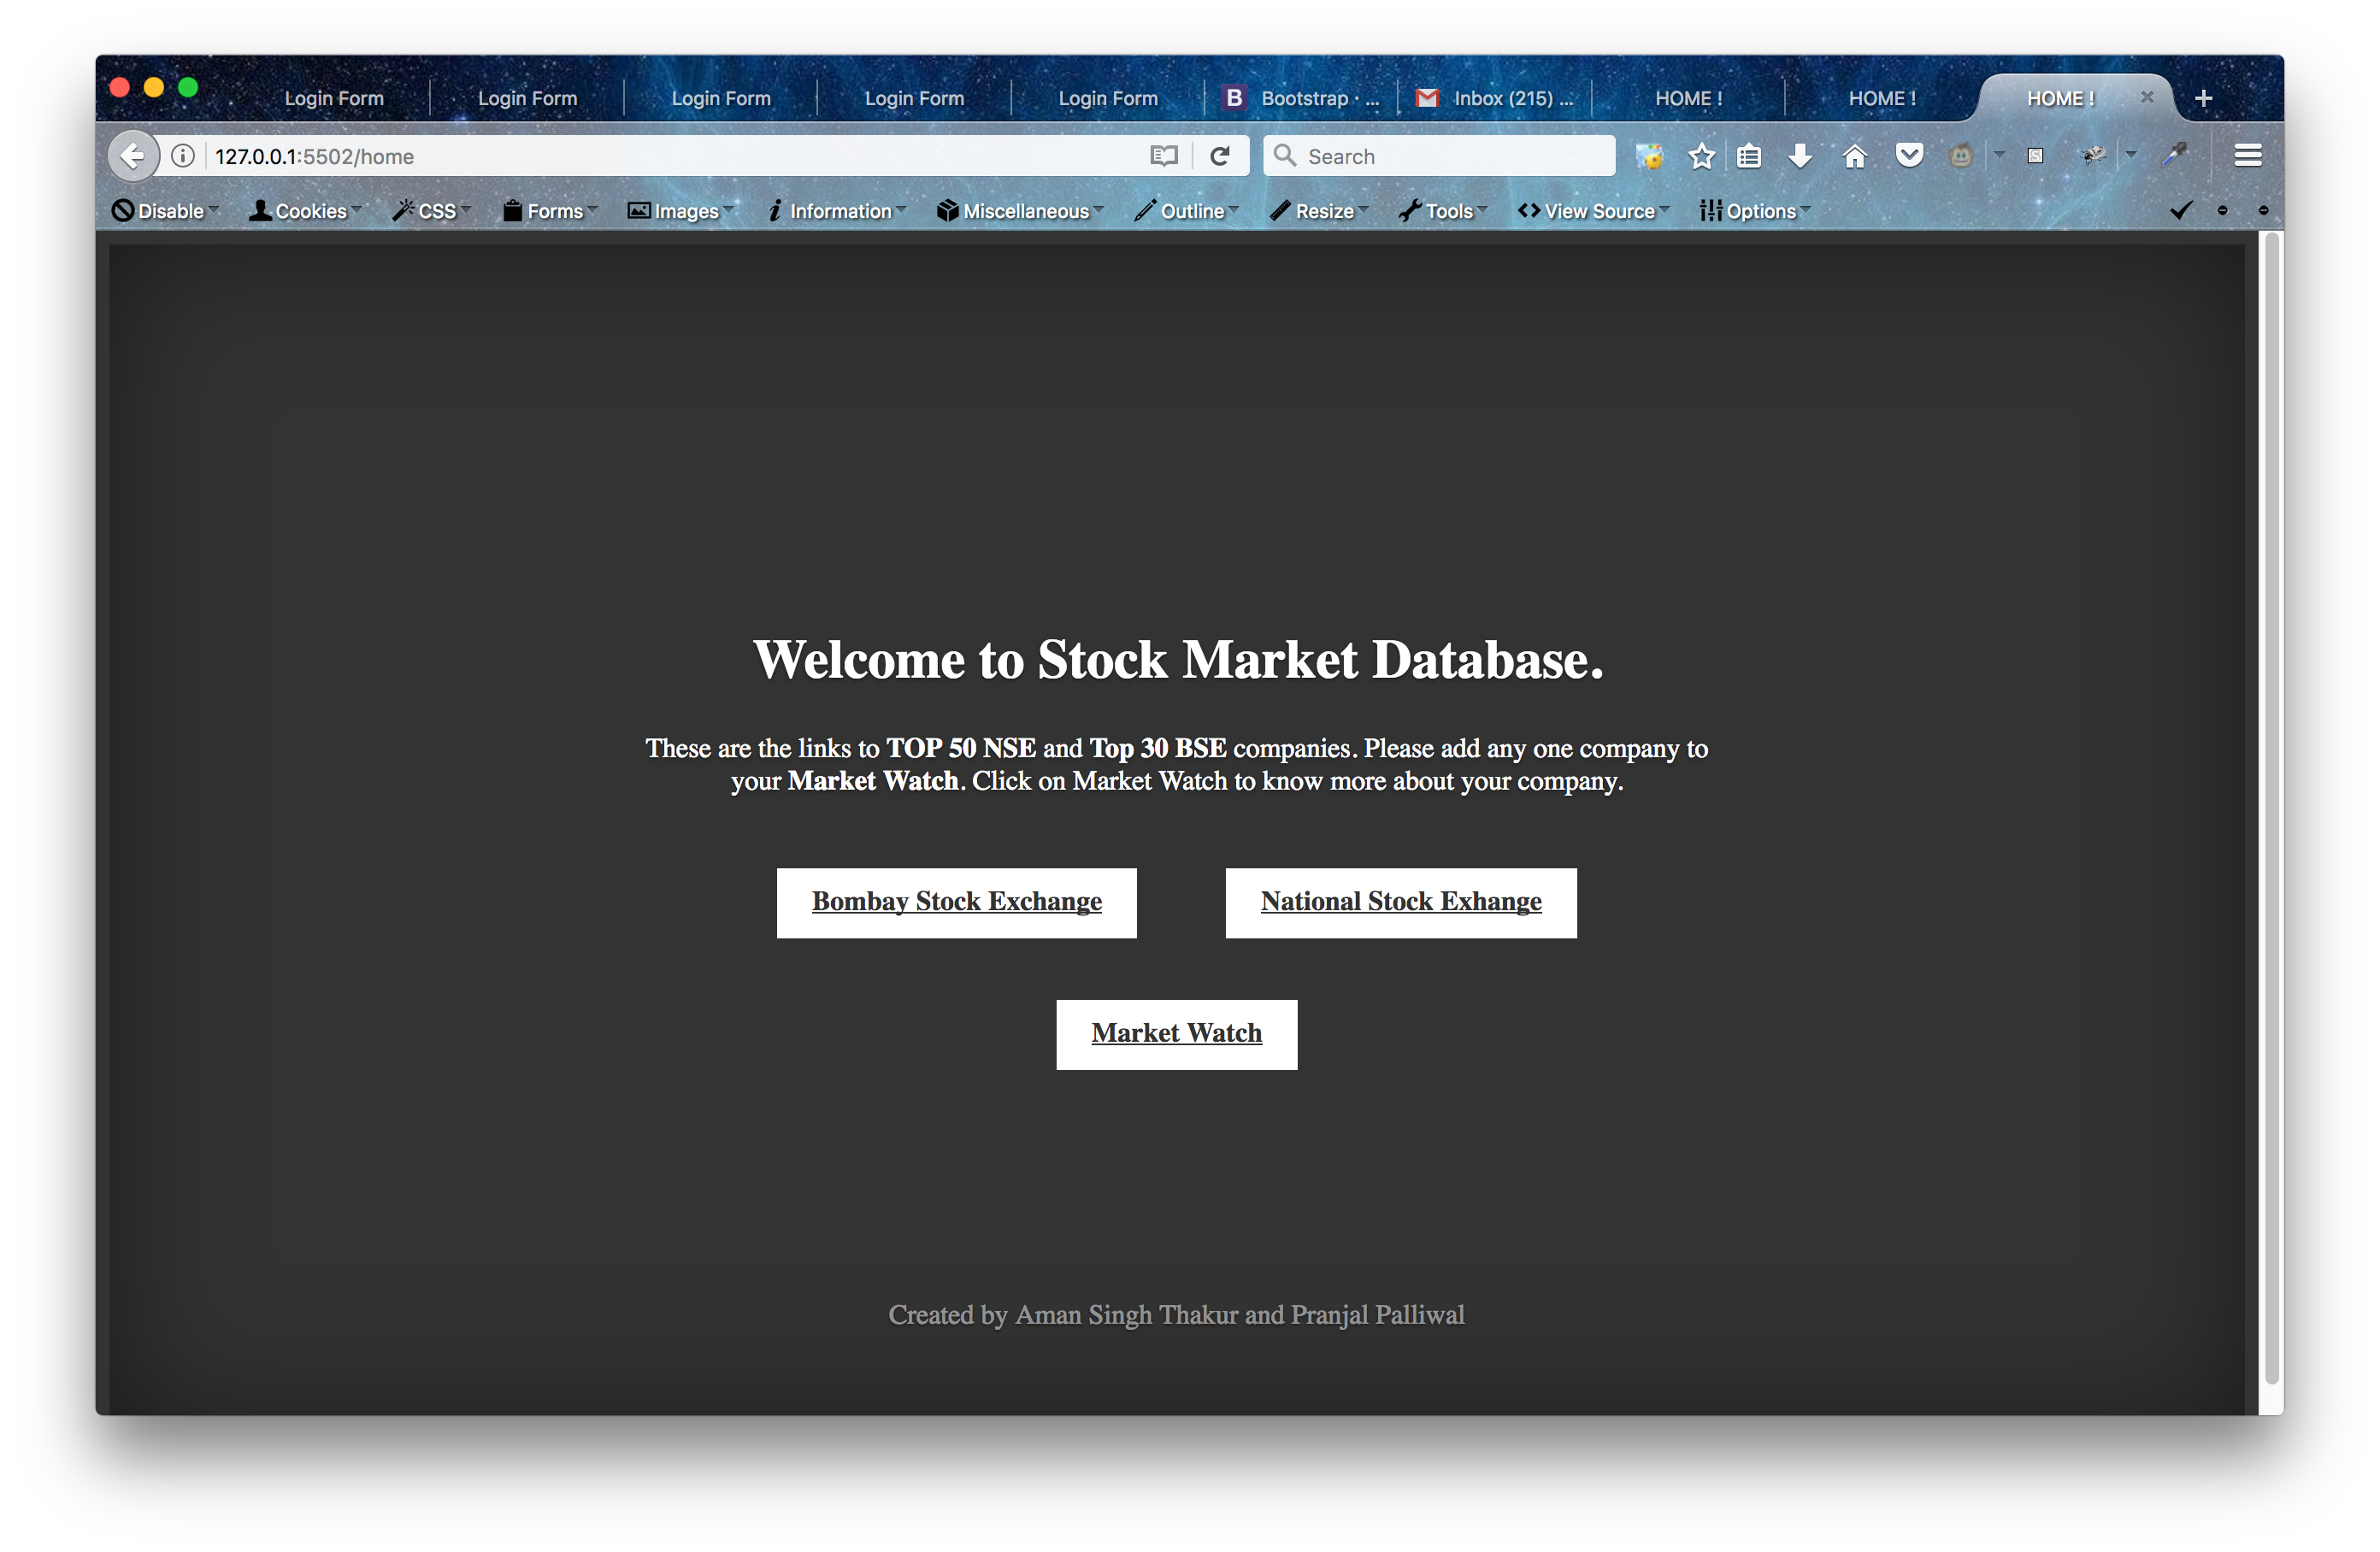 Login Form
Login Form
Login Form
Login Form
Login Form
B Bootstrap · ...
Inbox (215) ...
HOME !
HOME !
HOME !
127.0.0.1:5502/home
Search
S
Disable
Cookies
CSS
Forms
Images
Information
Miscellaneous
Outline
Resize
Tools
View Source
Options
Welcome to Stock Market Database.
These are the links to TOP 50 NSE and Top 30 BSE companies. Please add any one company to
your Market Watch. Click on Market Watch to know more about your company.
Bombay Stock Exchange
National Stock Exhange
Market Watch
Created by Aman Singh Thakur and Pranjal Palliwal